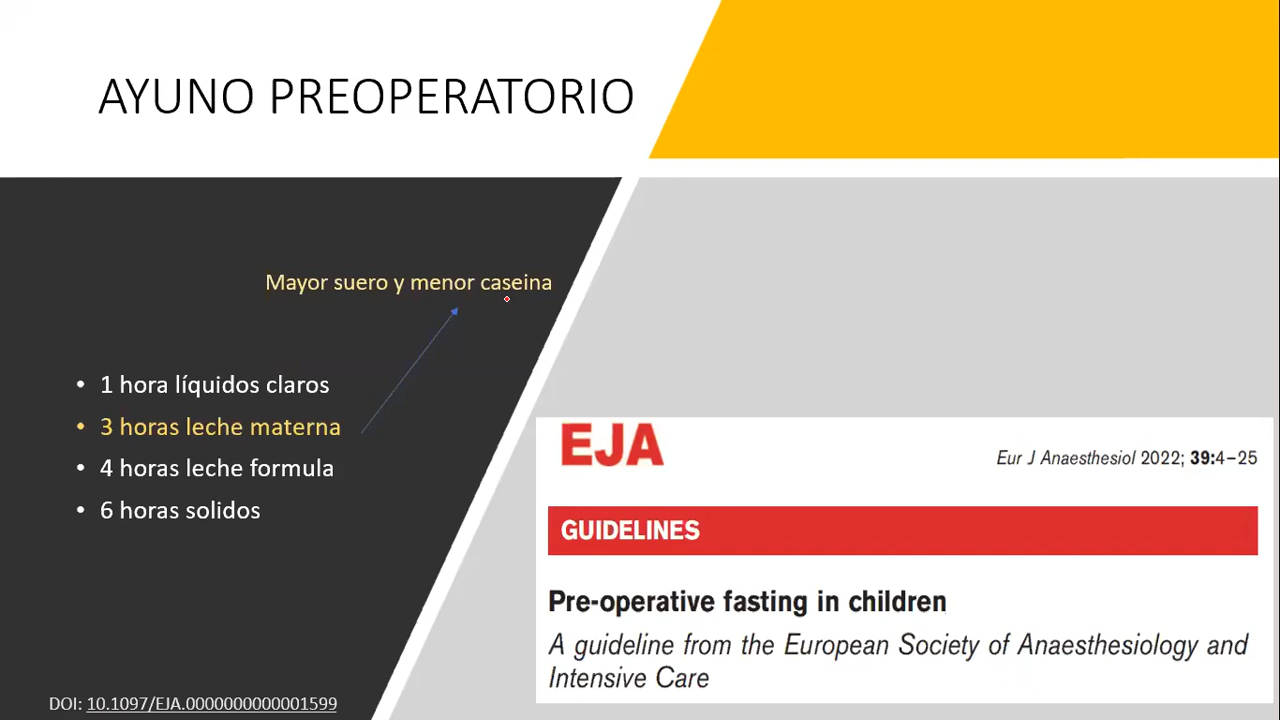 AYUNO PREOPERATORIO
Mayor suero y menor caseina
• 1 hora líquidos claros
• 3 horas leche materna
• 4 horas leche formula
• 6 horas solidos
EJA
Eur J Anaesthesiol 2022; 39:4–25
GUIDELINES
Pre-operative fasting in children
A guideline from the European Society of Anaesthesiology and
Intensive Care
DOI: 10.1097/EJA.0000000000001599